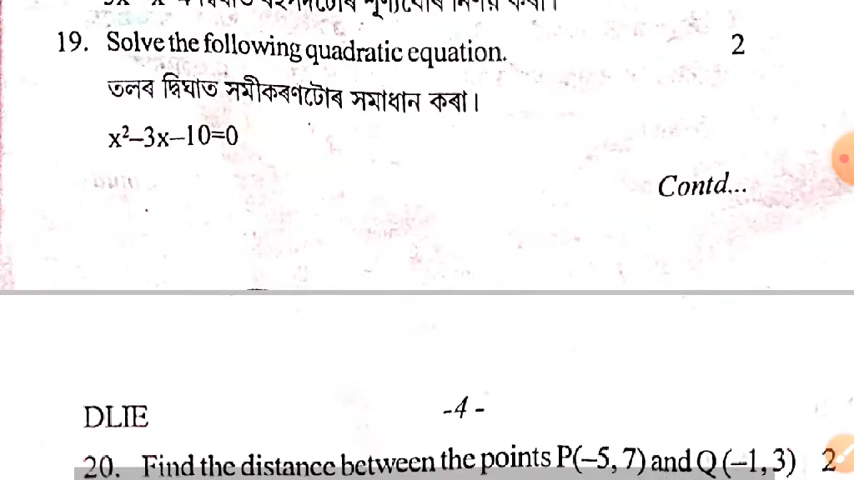 19. Solve the following quadratic equation. 2
তলৰ দ্বিঘাত সমীকৰণটোৰ সমাধান কৰা।
x²–3x–10=0
Contd...
DLIE -4-
20. Find the distance between the points P(–5, 7) and Q (–1, 3) 2